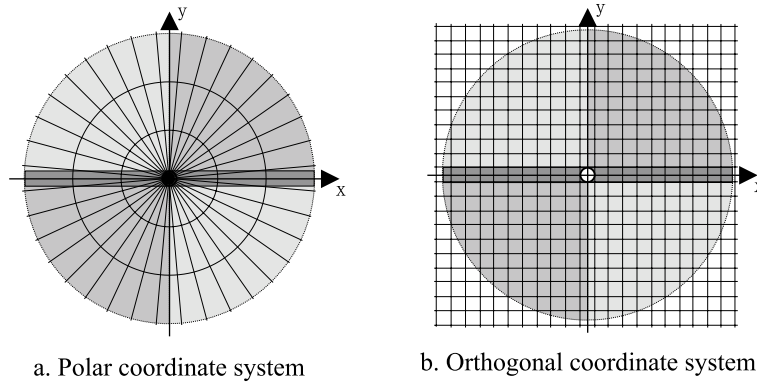 y
x
a. Polar coordinate system
y
x
b. Orthogonal coordinate system